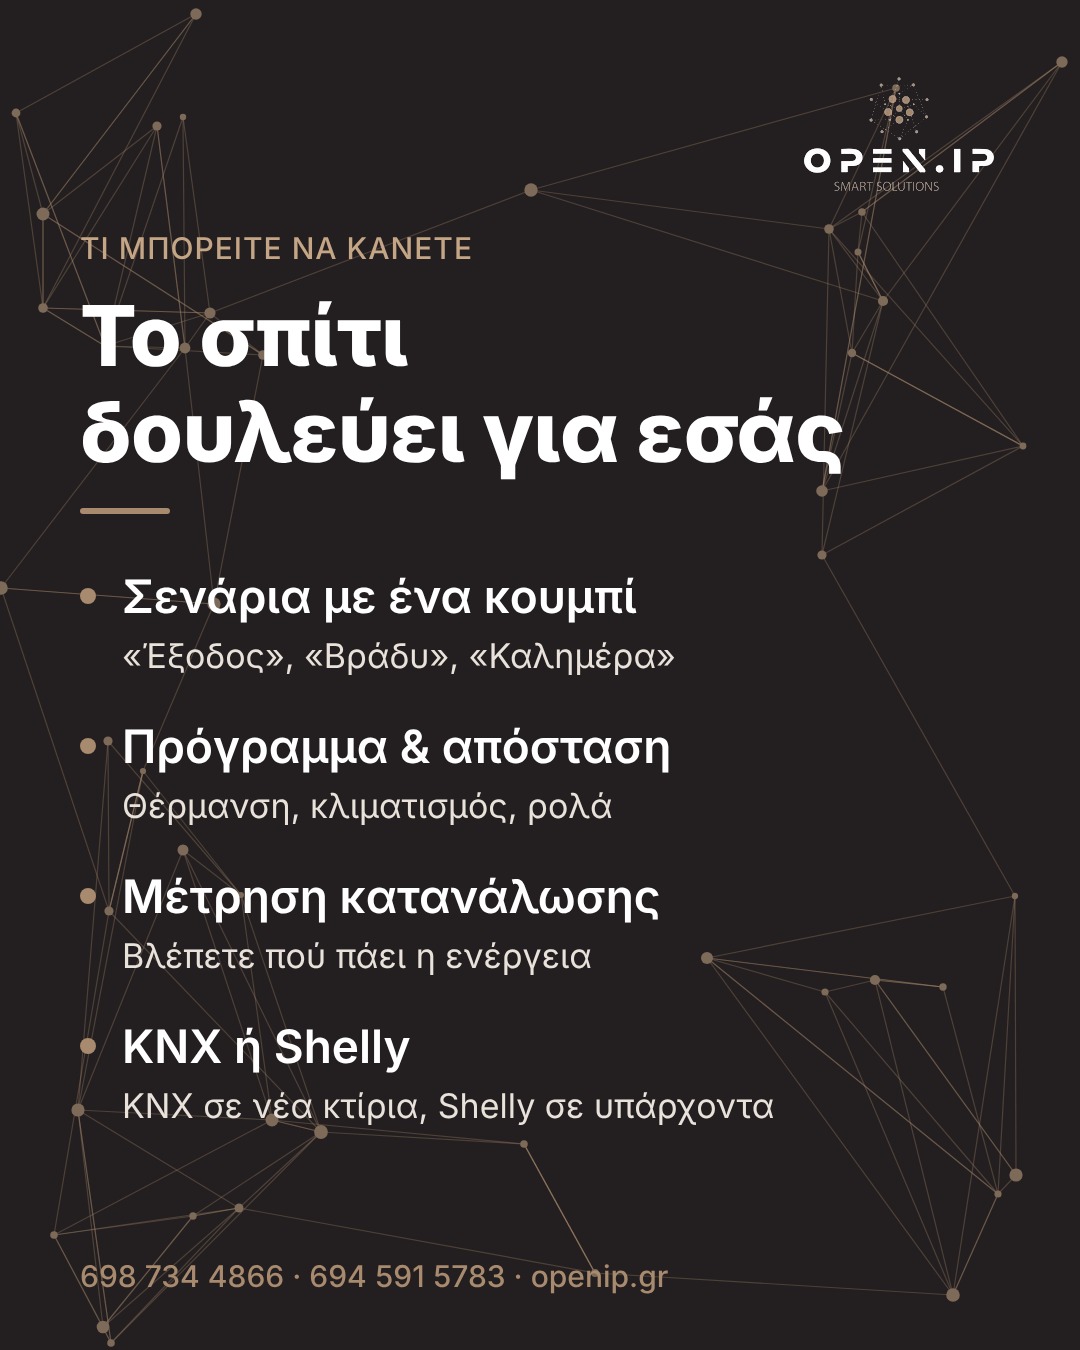 OPEN.IP
SMART SOLUTIONS
ΤΙ ΜΠΟΡΕΙΤΕ ΝΑ ΚΑΝΕΤΕ
Το σπίτι
δουλεύει για εσάς
Σενάρια με ένα κουμπί
«Έξοδος», «Βράδυ», «Καλημέρα»
Πρόγραμμα & απόσταση
Θέρμανση, κλιματισμός, ρολά
Μέτρηση κατανάλωσης
Βλέπετε πού πάει η ενέργεια
KNX ή Shelly
KNX σε νέα κτίρια, Shelly σε υπάρχοντα
698 734 4866 · 694 591 5783 · openip.gr